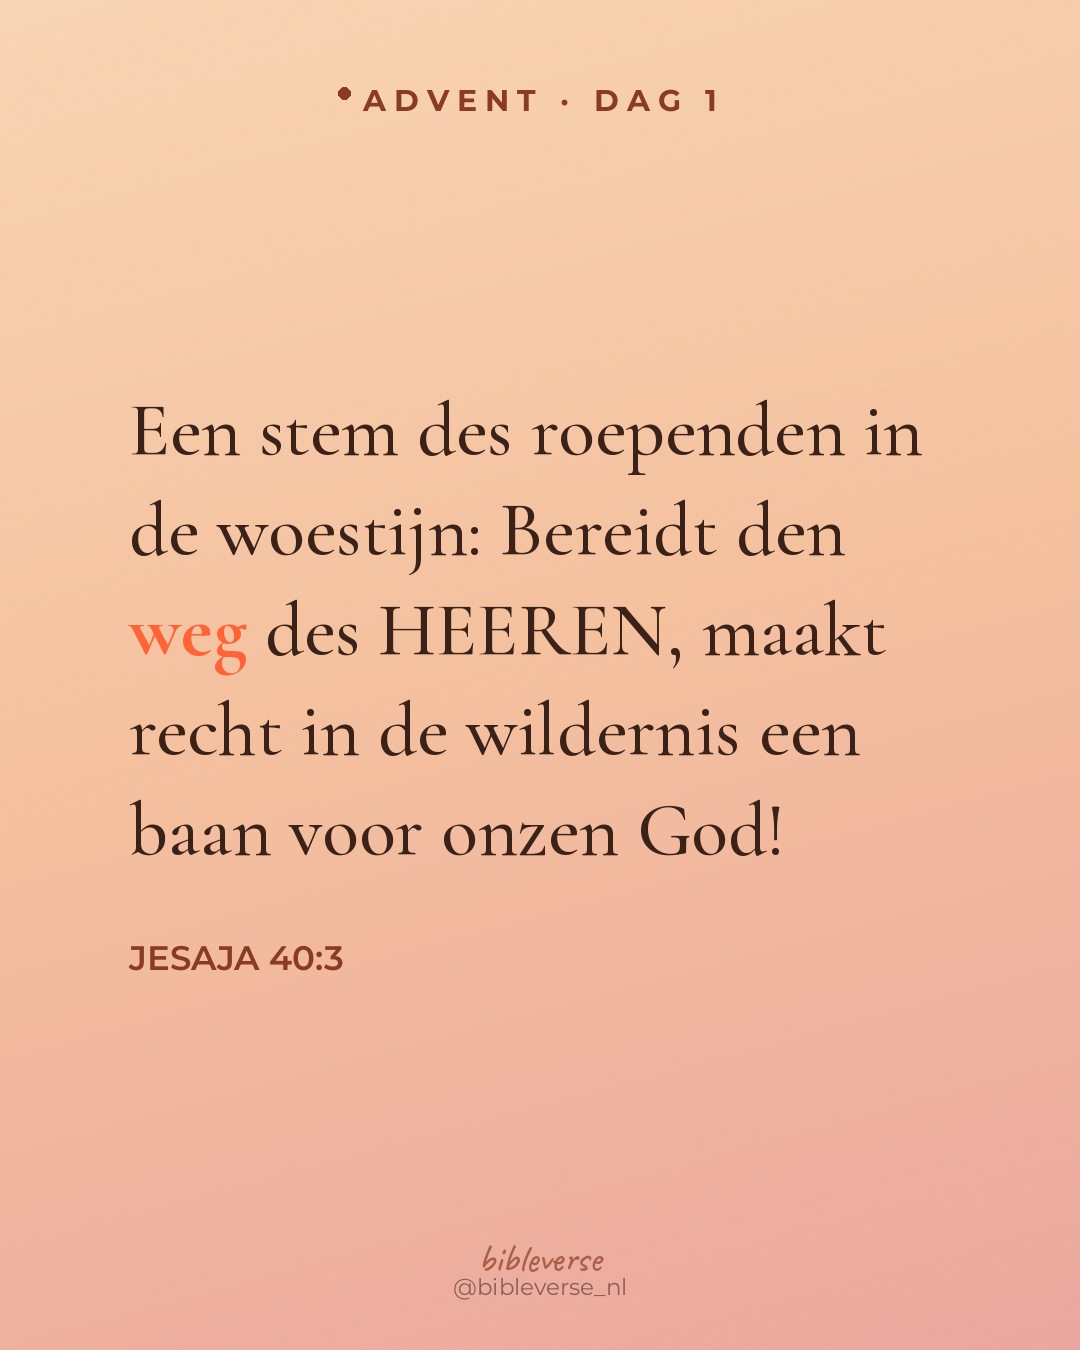 • ADVENT · DAG 1
Een stem des roependen in
de woestijn: Bereidt den
weg des HEEREN, maakt
recht in de wildernis een
baan voor onzen God!
JESAJA 40:3
bibleverse
@bibleverse_nl